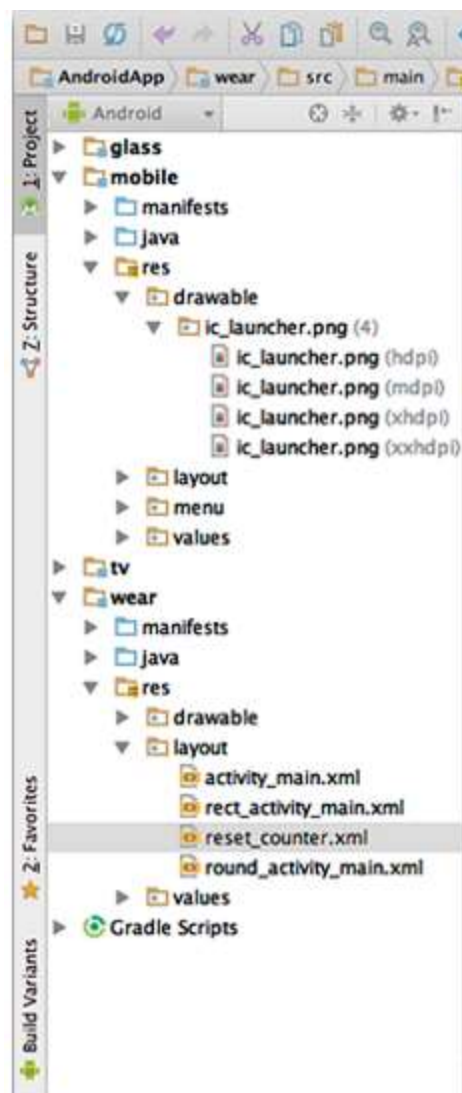 AndroidApp wear src main
Android
1: Project
Z: Structure
2: Favorites
Build Variants
glass
mobile
manifests
java
res
drawable
ic_launcher.png (4)
ic_launcher.png (hdpi)
ic_launcher.png (mdpi)
ic_launcher.png (xhdpi)
ic_launcher.png (xxhdpi)
layout
menu
values
tv
wear
manifests
java
res
drawable
layout
activity_main.xml
rect_activity_main.xml
reset_counter.xml
round_activity_main.xml
values
Gradle Scripts